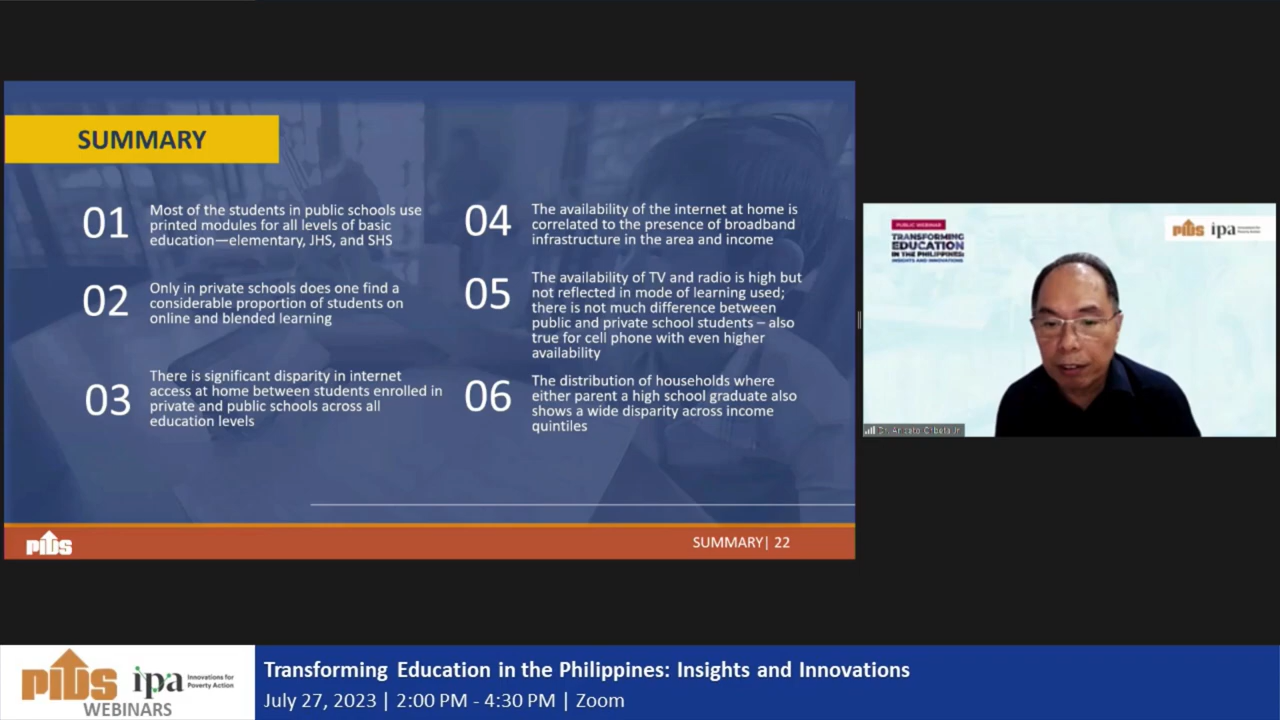 SUMMARY
01
Most of the students in public schools use
printed modules for all levels of basic
education—elementary, JHS, and SHS
02
Only in private schools does one find a
considerable proportion of students on
online and blended learning
03
There is significant disparity in internet
access at home between students enrolled in
private and public schools across all
education levels
04
The availability of the internet at home is
correlated to the presence of broadband
infrastructure in the area and income
05
The availability of TV and radio is high but
not reflected in mode of learning used;
there is not much difference between
public and private school students – also
true for cell phone with even higher
availability
06
The distribution of households where
either parent a high school graduate also
shows a wide disparity across income
quintiles
PIDS
SUMMARY| 22
PUBLIC WEBINAR
TRANSFORMING
EDUCATION
IN THE PHILIPPINES:
INSIGHTS AND INNOVATIONS
PIDS ipa Innovations for
Poverty Action
Dr. Aniceto Orbeta Jr
PIDS ipa Innovations for
Poverty Action
WEBINARS
Transforming Education in the Philippines: Insights and Innovations
July 27, 2023 | 2:00 PM - 4:30 PM | Zoom